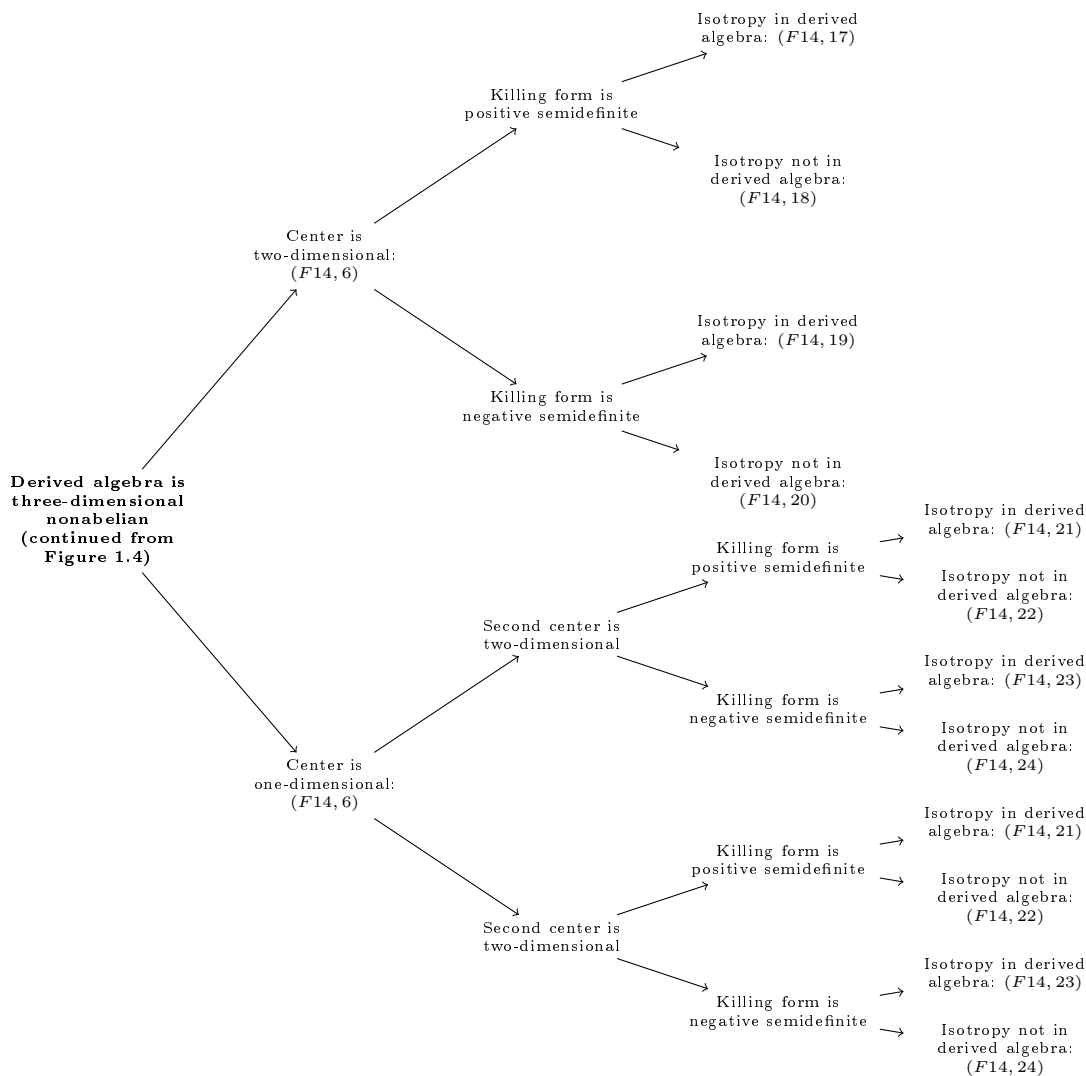 Isotropy in derived
algebra: (F14, 17)
Killing form is
positive semidefinite
Isotropy not in
derived algebra:
(F14, 18)
Center is
two-dimensional:
(F14, 6)
Isotropy in derived
algebra: (F14, 19)
Killing form is
negative semidefinite
Isotropy not in
derived algebra:
(F14, 20)
Derived algebra is
three-dimensional
nonabelian
(continued from
Figure 1.4)
Isotropy in derived
algebra: (F14, 21)
Killing form is
positive semidefinite
Isotropy not in
derived algebra:
(F14, 22)
Second center is
two-dimensional
Isotropy in derived
algebra: (F14, 23)
Killing form is
negative semidefinite
Isotropy not in
derived algebra:
(F14, 24)
Center is
one-dimensional:
(F14, 6)
Isotropy in derived
algebra: (F14, 21)
Killing form is
positive semidefinite
Isotropy not in
derived algebra:
(F14, 22)
Second center is
two-dimensional
Isotropy in derived
algebra: (F14, 23)
Killing form is
negative semidefinite
Isotropy not in
derived algebra:
(F14, 24)